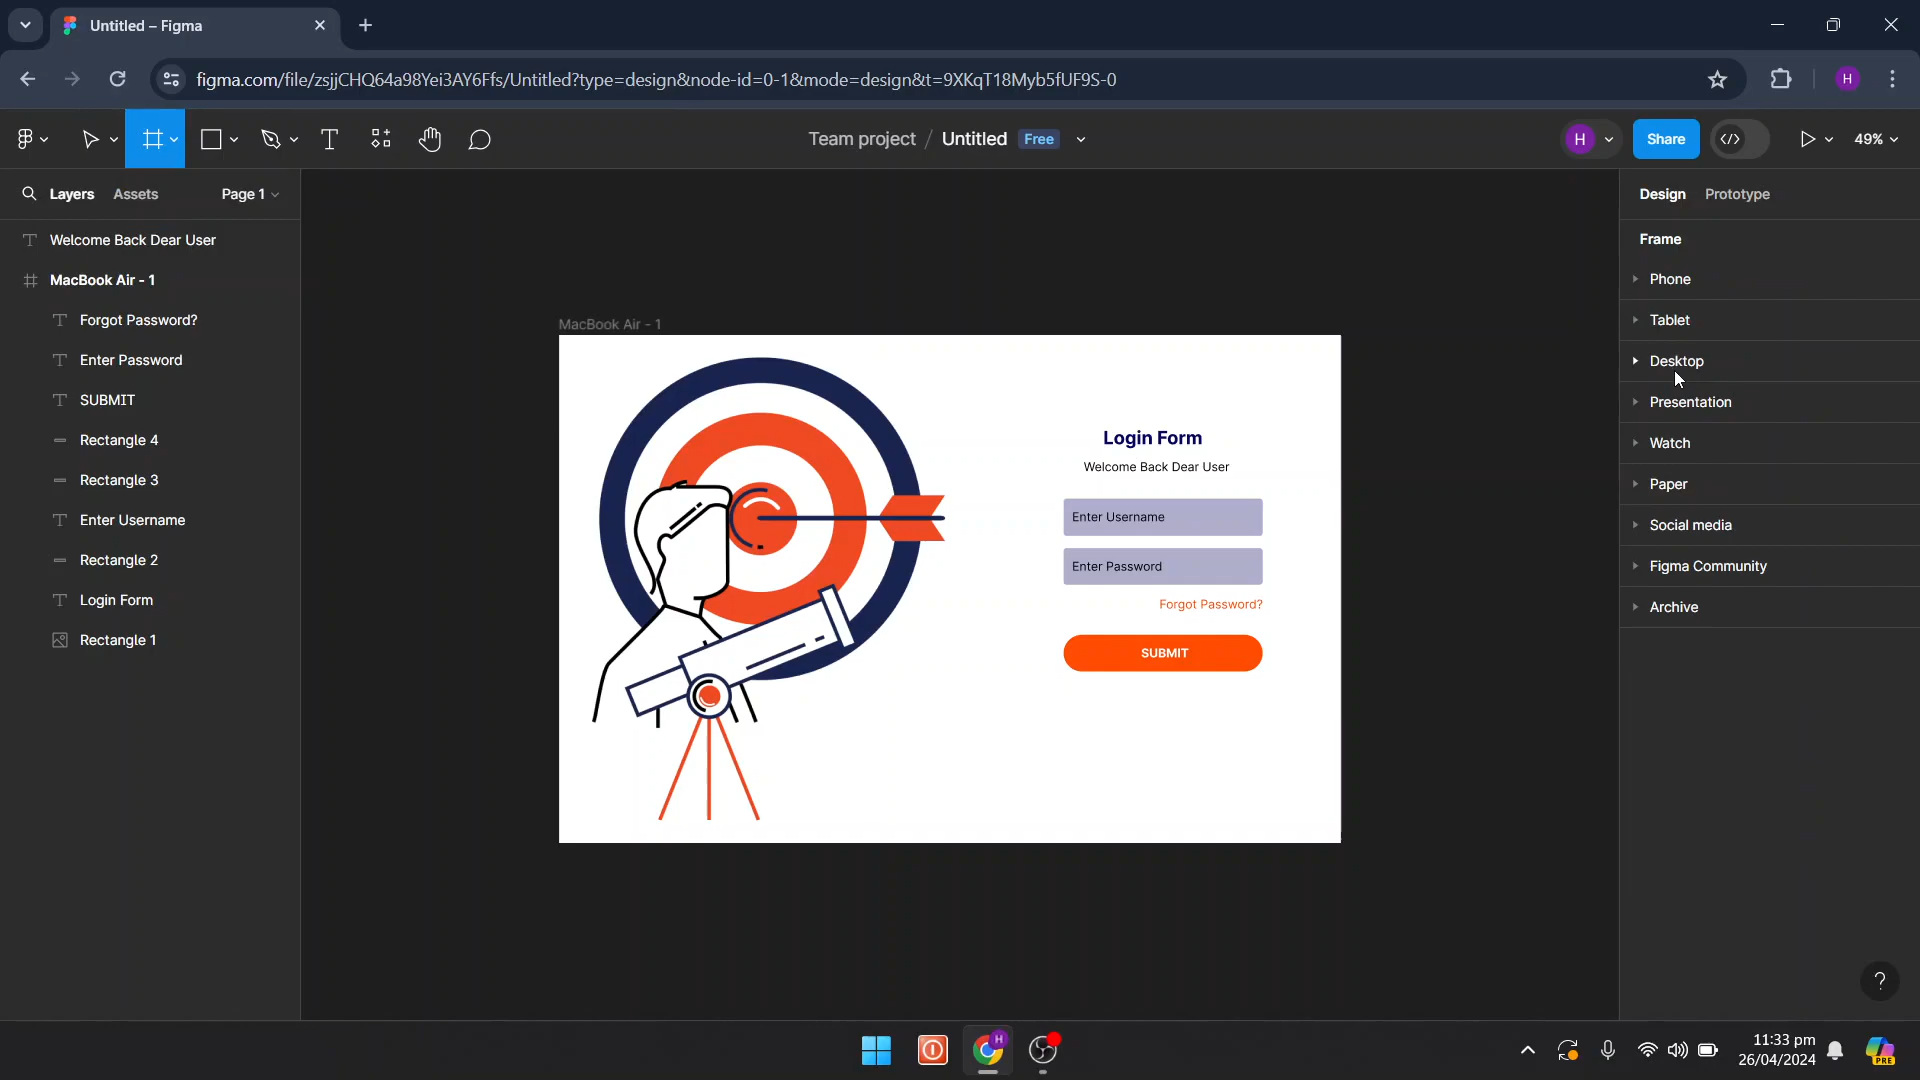 Untitled – Figma
figma.com/file/zsjjCHQ64a98Yei3AY6Ffs/Untitled?type=design&node-id=0-1&mode=design&t=9XKqT18Myb5fUF9S-0
H
Team project / Untitled Free
H
Share
49%
Layers Assets Page 1
Welcome Back Dear User
MacBook Air - 1
Forgot Password?
Enter Password
SUBMIT
Rectangle 4
Rectangle 3
Enter Username
Rectangle 2
Login Form
Rectangle 1
MacBook Air - 1
Login Form
Welcome Back Dear User
Enter Username
Enter Password
Forgot Password?
SUBMIT
Design Prototype
Frame
Phone
Tablet
Desktop
Presentation
Watch
Paper
Social media
Figma Community
Archive
?
H
11:33 pm
26/04/2024
PRE